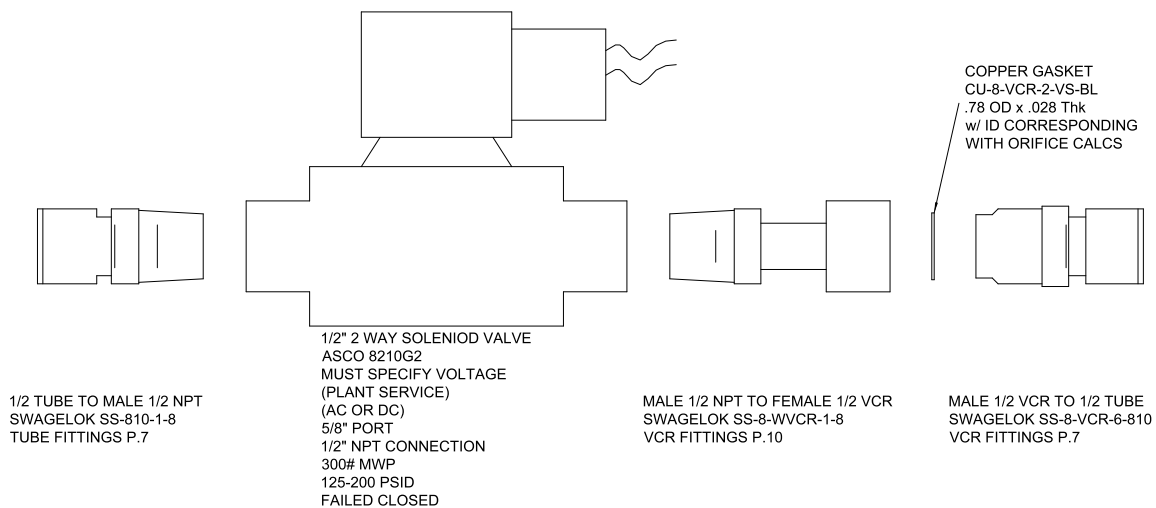 COPPER GASKET
CU-8-VCR-2-VS-BL
.78 OD x .028 Thk
w/ ID CORRESPONDING
WITH ORIFICE CALCS
1/2" 2 WAY SOLENIOD VALVE
ASCO 8210G2
MUST SPECIFY VOLTAGE
(PLANT SERVICE)
(AC OR DC)
5/8" PORT
1/2" NPT CONNECTION
300# MWP
125-200 PSID
FAILED CLOSED
1/2 TUBE TO MALE 1/2 NPT
SWAGELOK SS-810-1-8
TUBE FITTINGS P.7
MALE 1/2 NPT TO FEMALE 1/2 VCR
SWAGELOK SS-8-WVCR-1-8
VCR FITTINGS P.10
MALE 1/2 VCR TO 1/2 TUBE
SWAGELOK SS-8-VCR-6-810
VCR FITTINGS P.7